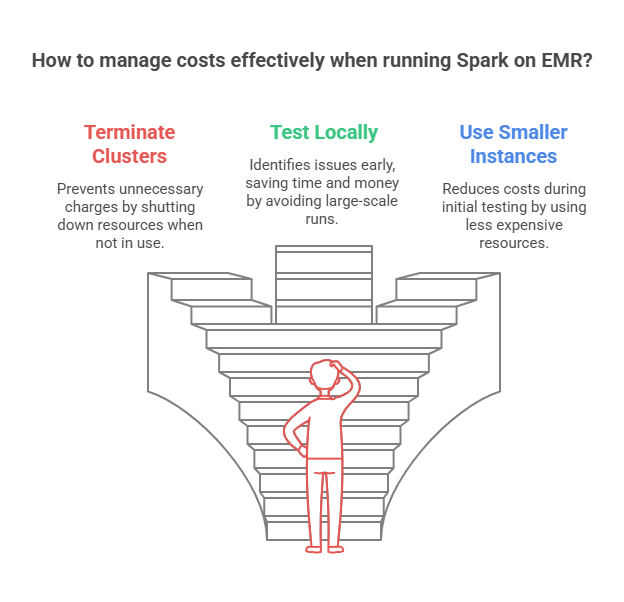 How to manage costs effectively when running Spark on EMR?
Terminate
Clusters
Prevents unnecessary
charges by shutting
down resources when
not in use.
Test Locally
Identifies issues early,
saving time and money
by avoiding large-scale
runs.
Use Smaller
Instances
Reduces costs during
initial testing by using
less expensive
resources.